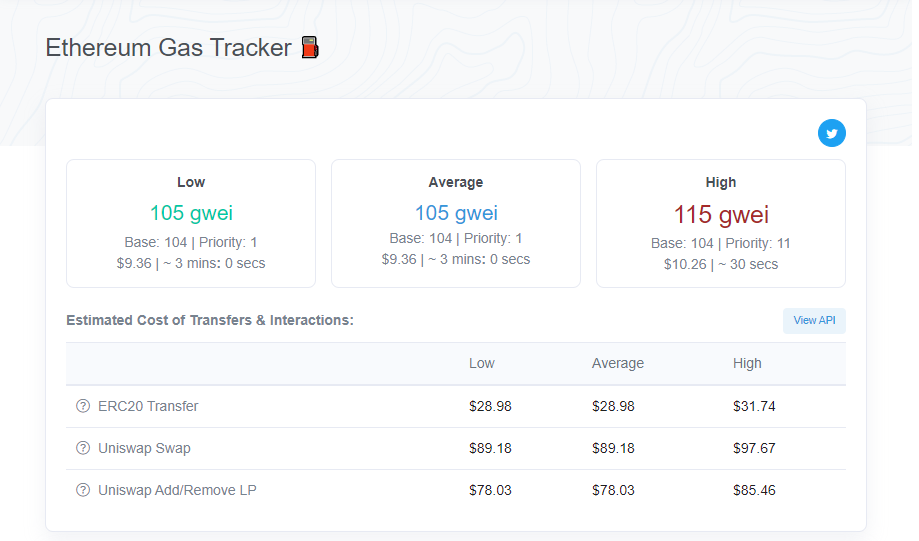 Ethereum Gas Tracker
Low
105 gwei
Base: 104 | Priority: 1
$9.36 | ~ 3 mins: 0 secs
Average
105 gwei
Base: 104 | Priority: 1
$9.36 | ~ 3 mins: 0 secs
High
115 gwei
Base: 104 | Priority: 11
$10.26 | ~ 30 secs
Estimated Cost of Transfers & Interactions:
View API
Low Average High
ERC20 Transfer $28.98 $28.98 $31.74
Uniswap Swap $89.18 $89.18 $97.67
Uniswap Add/Remove LP $78.03 $78.03 $85.46